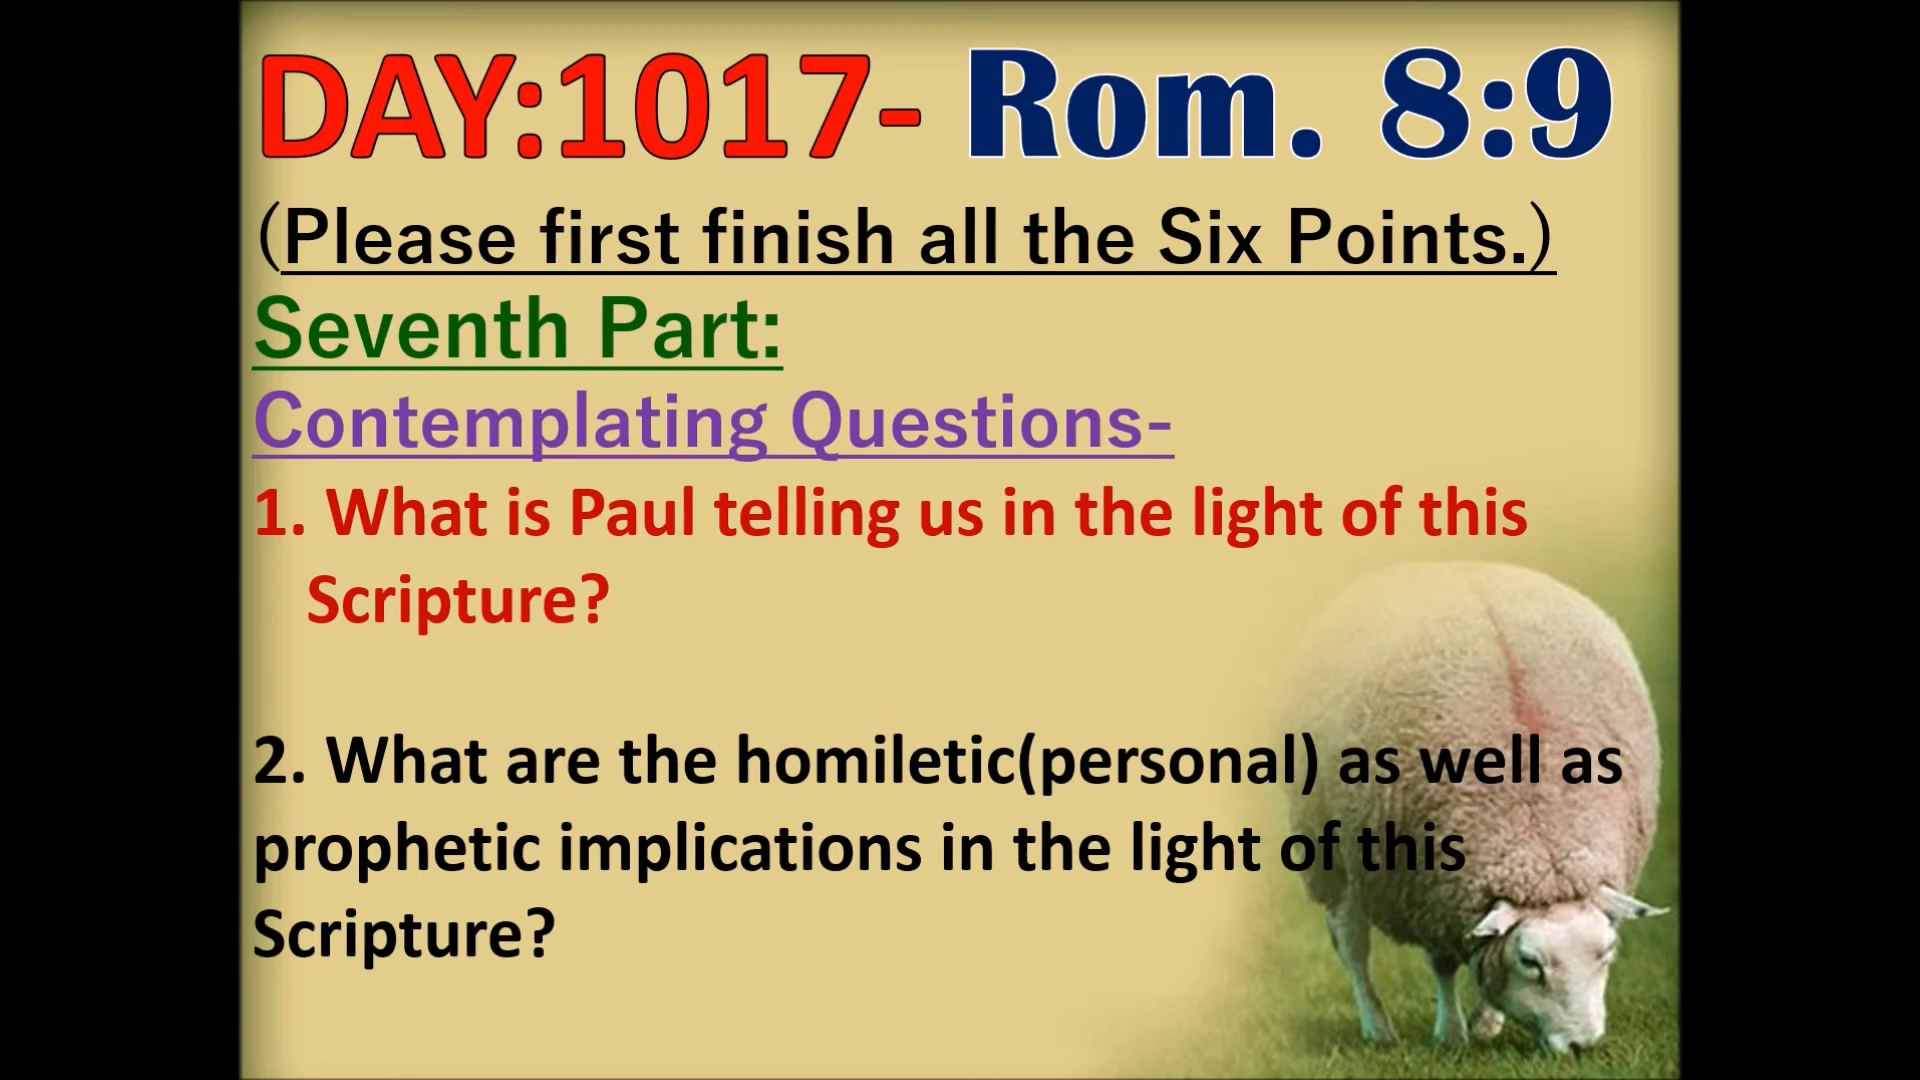 DAY:1017- Rom. 8:9
(Please first finish all the Six Points.)
Seventh Part:
Contemplating Questions-
1. What is Paul telling us in the light of this
Scripture?
2. What are the homiletic(personal) as well as
prophetic implications in the light of this
Scripture?